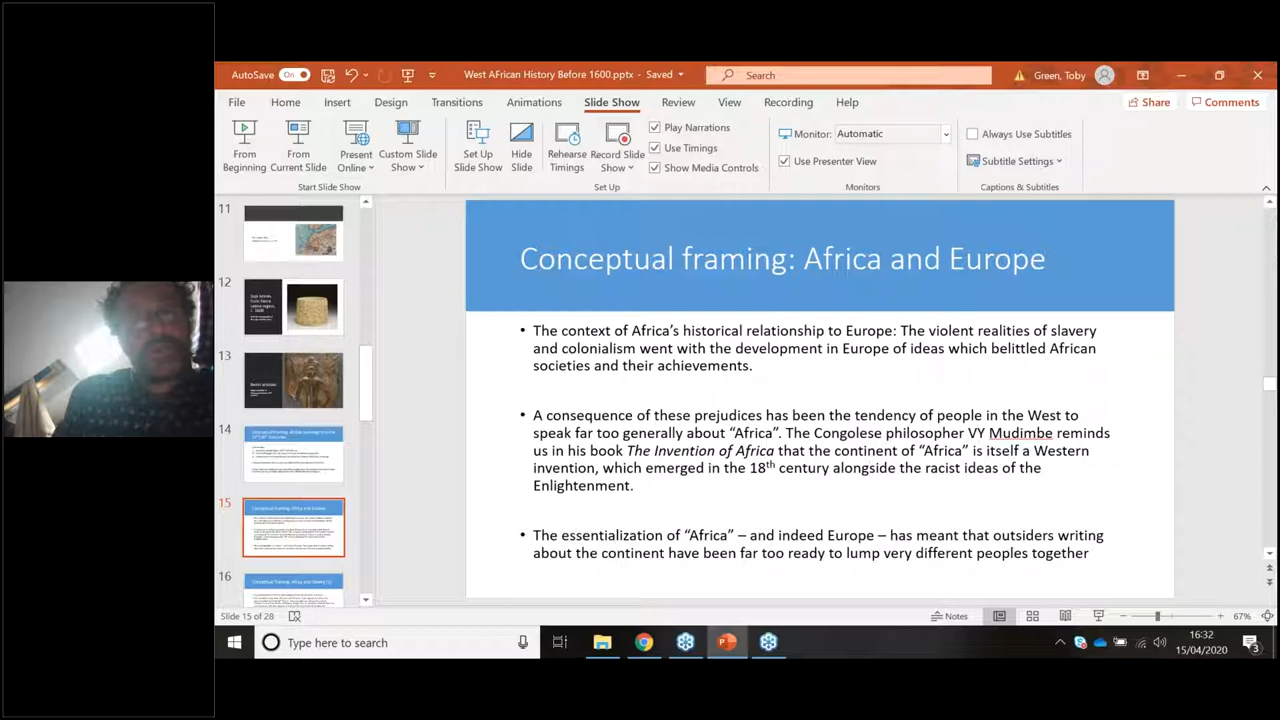 AutoSave On West AFrican History Before 1600.pptx - Saved Search Green, Toby
File Home Insert Design Transitions Animations Slide Show Review View Recording Help Share Comments
From Beginning
From Current Slide
Present Online
Custom Slide Show
Set Up Slide Show
Hide Slide
Rehearse Timings
Record Slide Show
Play Narrations
Use Timings
Show Media Controls
Monitor: Automatic
Use Presenter View
Always Use Subtitles
Subtitle Settings
Start Slide Show Set Up Monitors Captions & Subtitles
11
12
13
14
15
Conceptual framing: Africa and Europe
16
Conceptual framing: Africa and Europe
• The context of Africa's historical relationship to Europe: The violent realities of slavery
and colonialism went with the development in Europe of ideas which belittled African
societies and their achievements.
• A consequence of these prejudices has been the tendency of people in the West to
speak far too generally about "Africa". The Congolese philosopher VY Mudimbe reminds
us in his book The Invention of Africa that the continent of "Africa" is itself a Western
invention, which emerged in the 18th century alongside the racist ideas of the
Enlightenment.
• The essentialization of "Africa" – and indeed Europe – has meant that outsiders writing
about the continent have been far too ready to lump very different peoples together
Slide 15 of 28 Notes 67%
Type here to search 16:32
15/04/2020
3